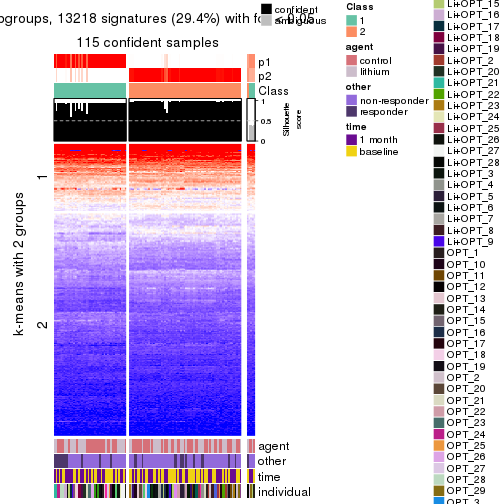 ogroups, 13218 signatures (29.4%) with f
115 confident samples
confident
ambiguous
p1
p2
Class
1
0.5
0
Silhouette
score
1
2
k-means with 2 groups
agent
other
time
individual
Class
1
2
agent
control
lithium
other
non-responder
responder
time
1 month
baseline
Li+OPT_15
Li+OPT_16
Li+OPT_17
Li+OPT_18
Li+OPT_19
Li+OPT_2
Li+OPT_20
Li+OPT_21
Li+OPT_22
Li+OPT_23
Li+OPT_24
Li+OPT_25
Li+OPT_26
Li+OPT_27
Li+OPT_28
Li+OPT_3
Li+OPT_4
Li+OPT_5
Li+OPT_6
Li+OPT_7
Li+OPT_8
Li+OPT_9
OPT_1
OPT_10
OPT_11
OPT_12
OPT_13
OPT_14
OPT_15
OPT_16
OPT_17
OPT_18
OPT_19
OPT_2
OPT_20
OPT_21
OPT_22
OPT_23
OPT_24
OPT_25
OPT_26
OPT_27
OPT_28
OPT_29
OPT_3